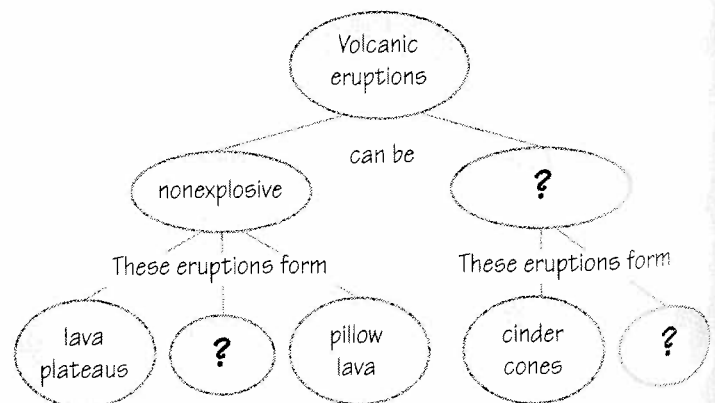 Volcanic
eruptions
can be
nonexplosive
?
These eruptions form
These eruptions form
lava
plateaus
?
pillow
lava
cinder
cones
?